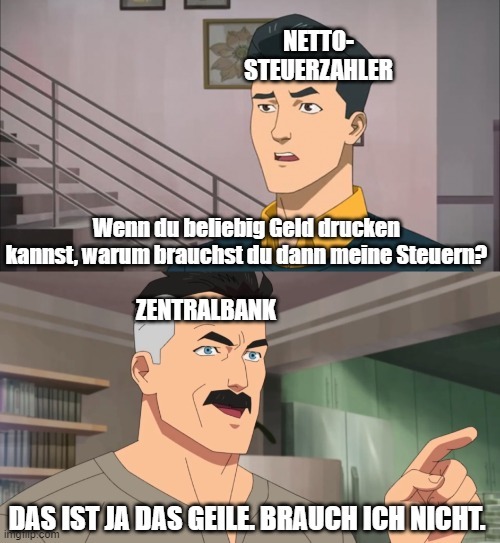 NETTO-
STEUERZAHLER
Wenn du beliebig Geld drucken
kannst, warum brauchst du dann meine Steuern?
ZENTRALBANK
DAS IST JA DAS GEILE. BRAUCH ICH NICHT.
imgflip.com